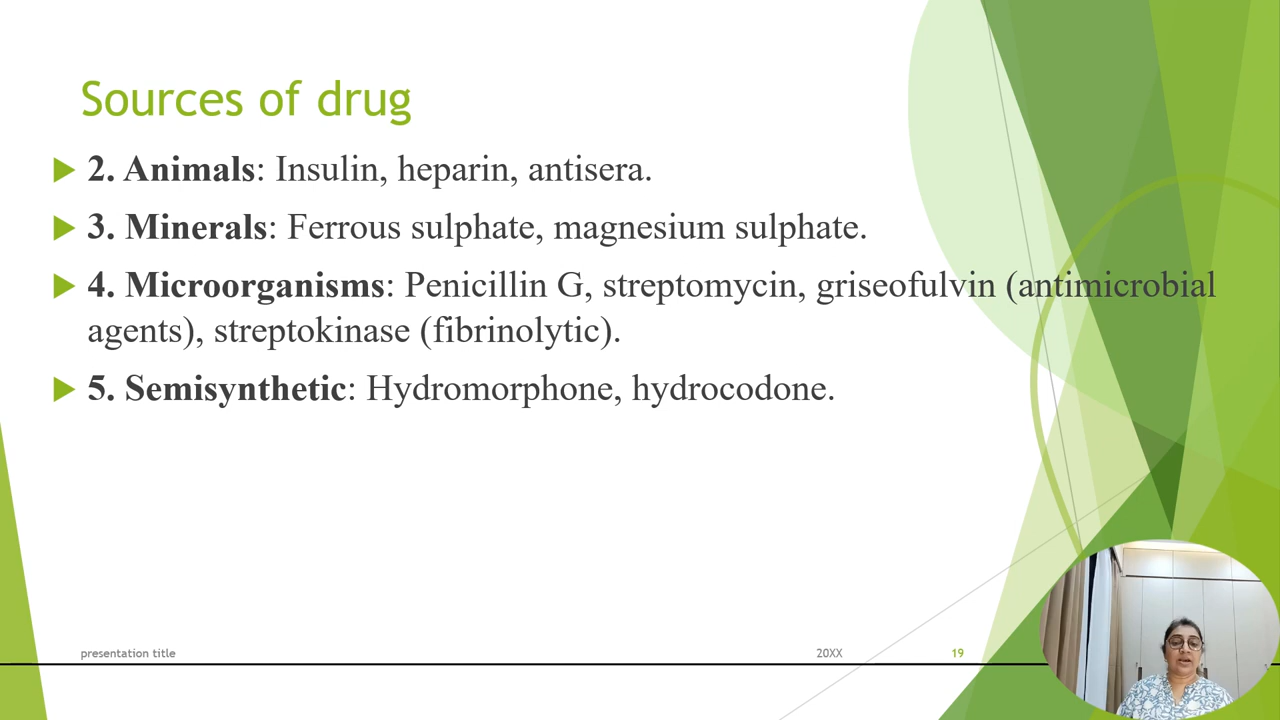 Sources of drug
2. Animals: Insulin, heparin, antisera.
3. Minerals: Ferrous sulphate, magnesium sulphate.
4. Microorganisms: Penicillin G, streptomycin, griseofulvin (antimicrobial
agents), streptokinase (fibrinolytic).
5. Semisynthetic: Hydromorphone, hydrocodone.
presentation title
20XX
19